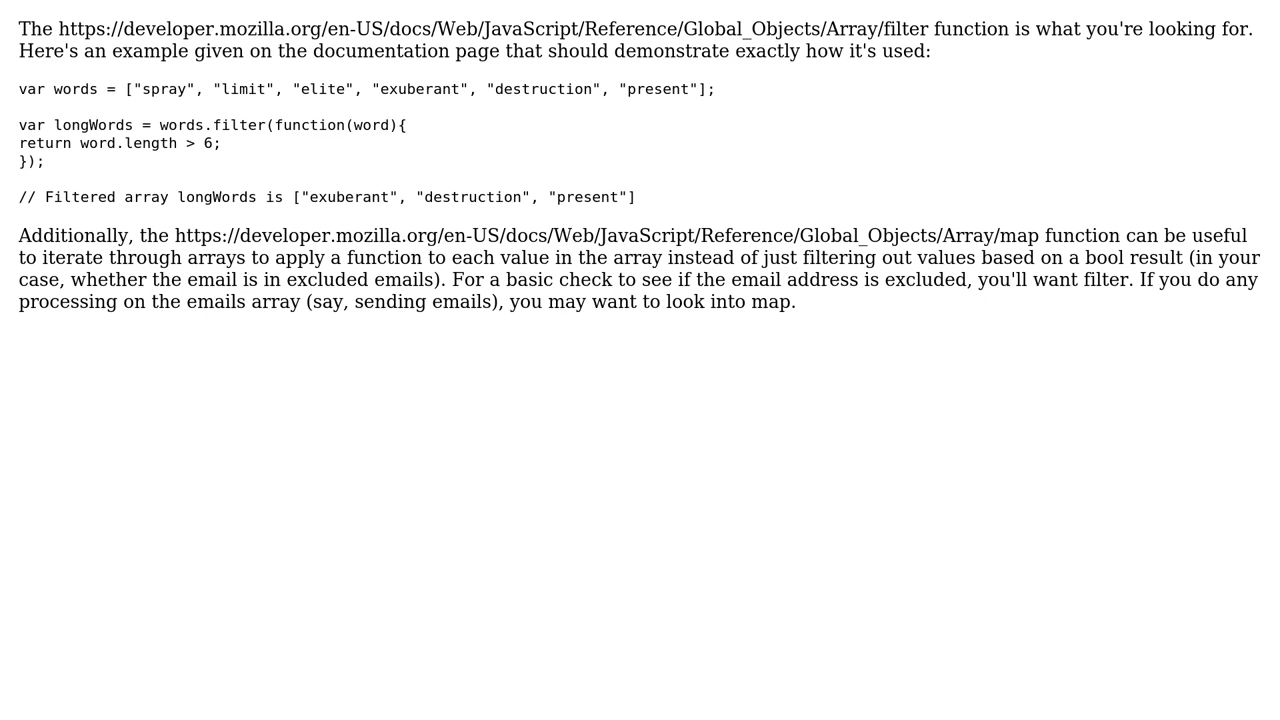 The https://developer.mozilla.org/en-US/docs/Web/JavaScript/Reference/Global_Objects/Array/filter function is what you're looking for.
Here's an example given on the documentation page that should demonstrate exactly how it's used:
var words = ["spray", "limit", "elite", "exuberant", "destruction", "present"];
var longWords = words.filter(function(word){
return word.length > 6;
});
// Filtered array longWords is ["exuberant", "destruction", "present"]
Additionally, the https://developer.mozilla.org/en-US/docs/Web/JavaScript/Reference/Global_Objects/Array/map function can be useful
to iterate through arrays to apply a function to each value in the array instead of just filtering out values based on a bool result (in your
case, whether the email is in excluded emails). For a basic check to see if the email address is excluded, you'll want filter. If you do any
processing on the emails array (say, sending emails), you may want to look into map.